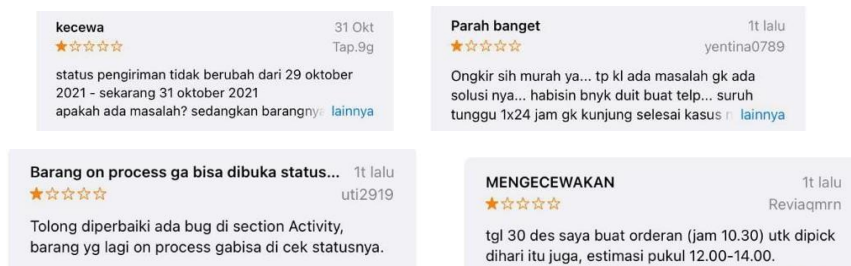 kecewa 31 Okt
Tap.9g
status pengiriman tidak berubah dari 29 oktober
2021 - sekarang 31 oktober 2021
apakah ada masalah? sedangkan barangnya lainnya
Parah banget 1t lalu
yentina0789
Ongkir sih murah ya... tp kl ada masalah gk ada
solusi nya... habisin bnyk duit buat telp... suruh
tunggu 1x24 jam gk kunjung selesai kasus lainnya
Barang on process ga bisa dibuka status... 1t lalu
uti2919
Tolong diperbaiki ada bug di section Activity,
barang yg lagi on process gabisa di cek statusnya.
MENGECEWAKAN 1t lalu
Reviaqmrn
tgl 30 des saya buat orderan (jam 10.30) utk dipick
dihari itu juga, estimasi pukul 12.00-14.00.